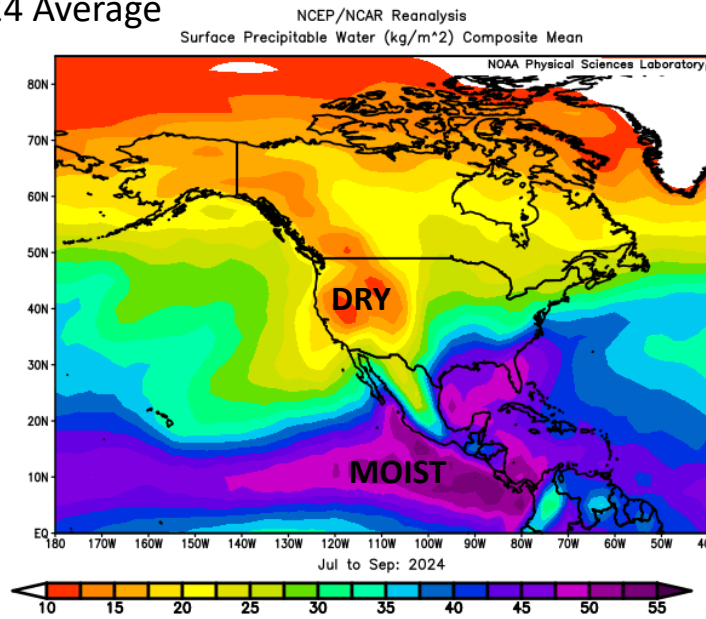 4 Average
NCEP/NCAR Reanalysis
Surface Precipitable Water (kg/m^2) Composite Mean
NOAA Physical Sciences Laboratory
80N
70N
60N
50N
40N
30N
20N
10N
EQ
DRY
MOIST
180 170W 160W 150W 140W 130W 120W 110W 100W 90W 80W 70W 60W 50W
Jul to Sep: 2024
10 15 20 25 30 35 40 45 50 55